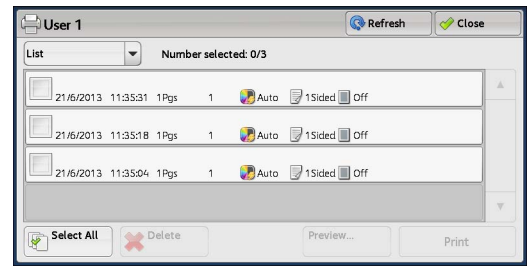 User 1 Refresh Close
List Number selected: 0/3
21/6/2013 11:35:31 1Pgs 1 Auto 1Sided Off
21/6/2013 11:35:18 1Pgs 1 Auto 1Sided Off
21/6/2013 11:35:04 1Pgs 1 Auto 1Sided Off
Select All Delete Preview... Print